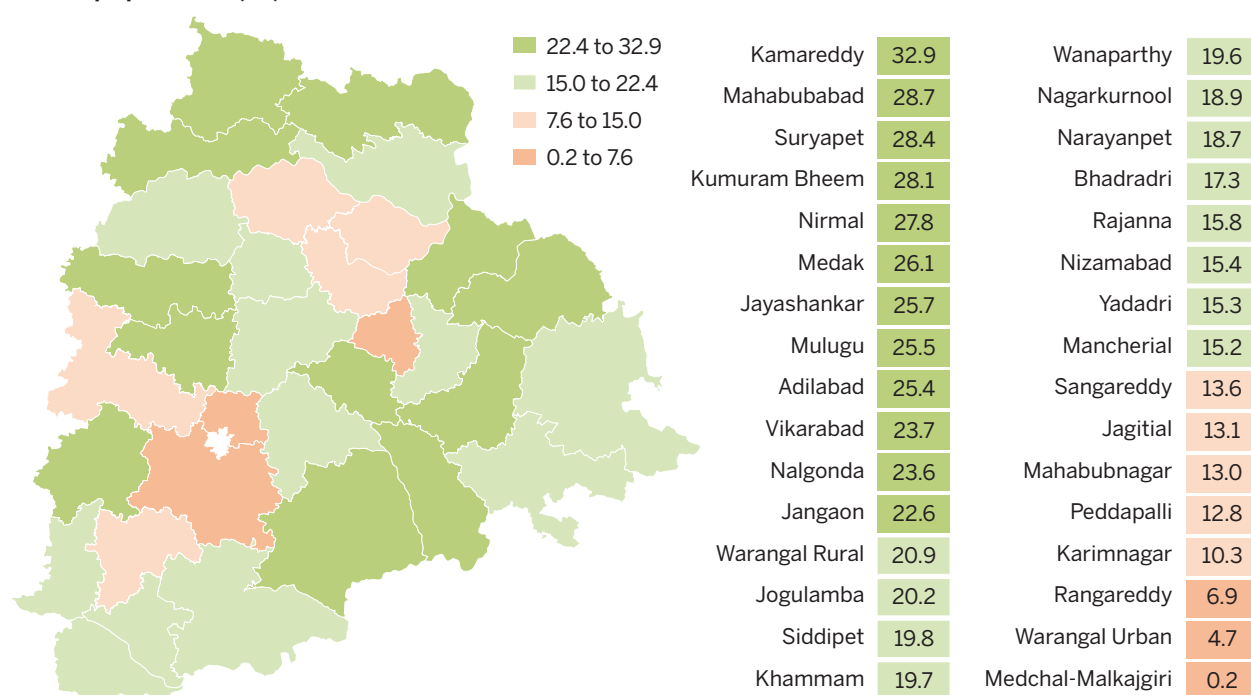 22.4 to 32.9
15.0 to 22.4
7.6 to 15.0
0.2 to 7.6
Kamareddy 32.9
Mahabubabad 28.7
Suryapet 28.4
Kumuram Bheem 28.1
Nirmal 27.8
Medak 26.1
Jayashankar 25.7
Mulugu 25.5
Adilabad 25.4
Vikarabad 23.7
Nalgonda 23.6
Jangaon 22.6
Warangal Rural 20.9
Jogulamba 20.2
Siddipet 19.8
Khammam 19.7
Wanaparthy 19.6
Nagarkurnool 18.9
Narayanpet 18.7
Bhadradri 17.3
Rajanna 15.8
Nizamabad 15.4
Yadadri 15.3
Mancherial 15.2
Sangareddy 13.6
Jagitial 13.1
Mahabubnagar 13.0
Peddapalli 12.8
Karimnagar 10.3
Rangareddy 6.9
Warangal Urban 4.7
Medchal-Malkajgiri 0.2